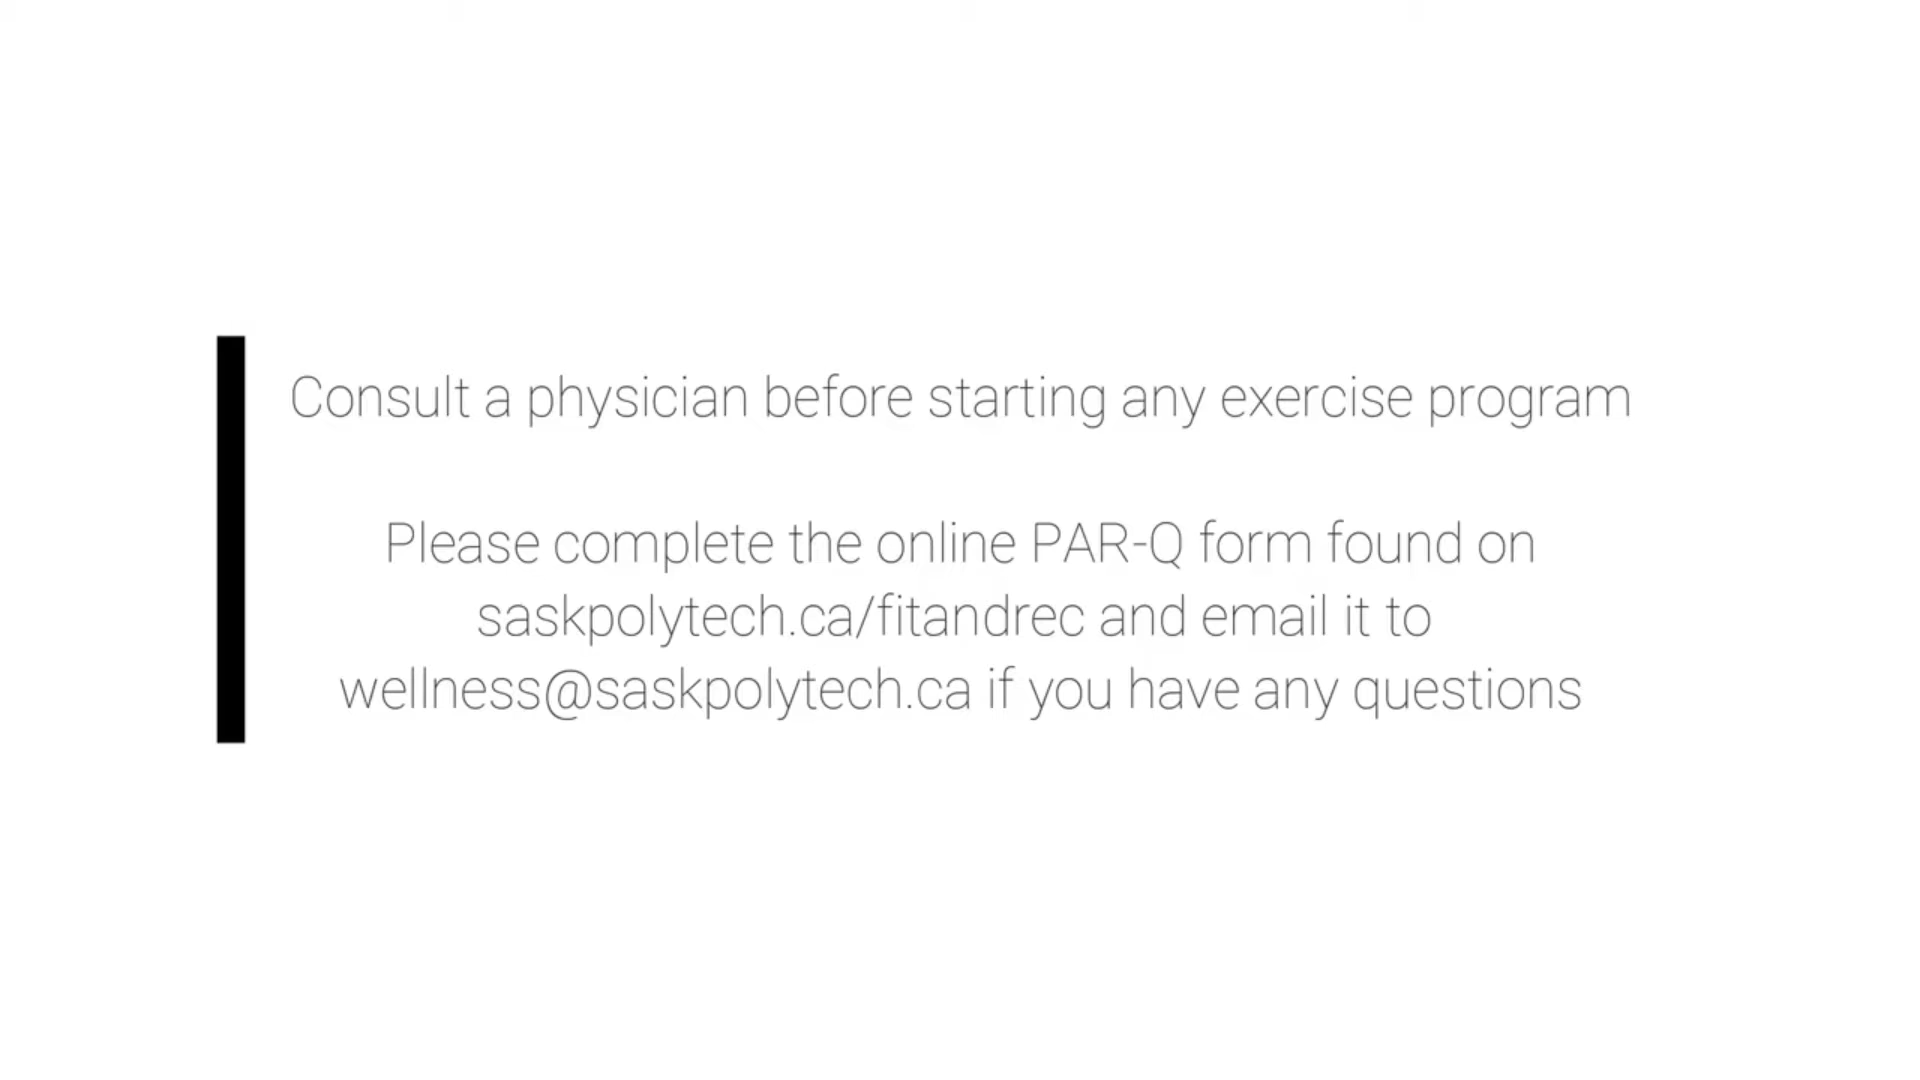 Consult a physician before starting any exercise program
Please complete the online PAR-Q form found on
saskpolytech.ca/fitandrec and email it to
wellness@saskpolytech.ca if you have any questions